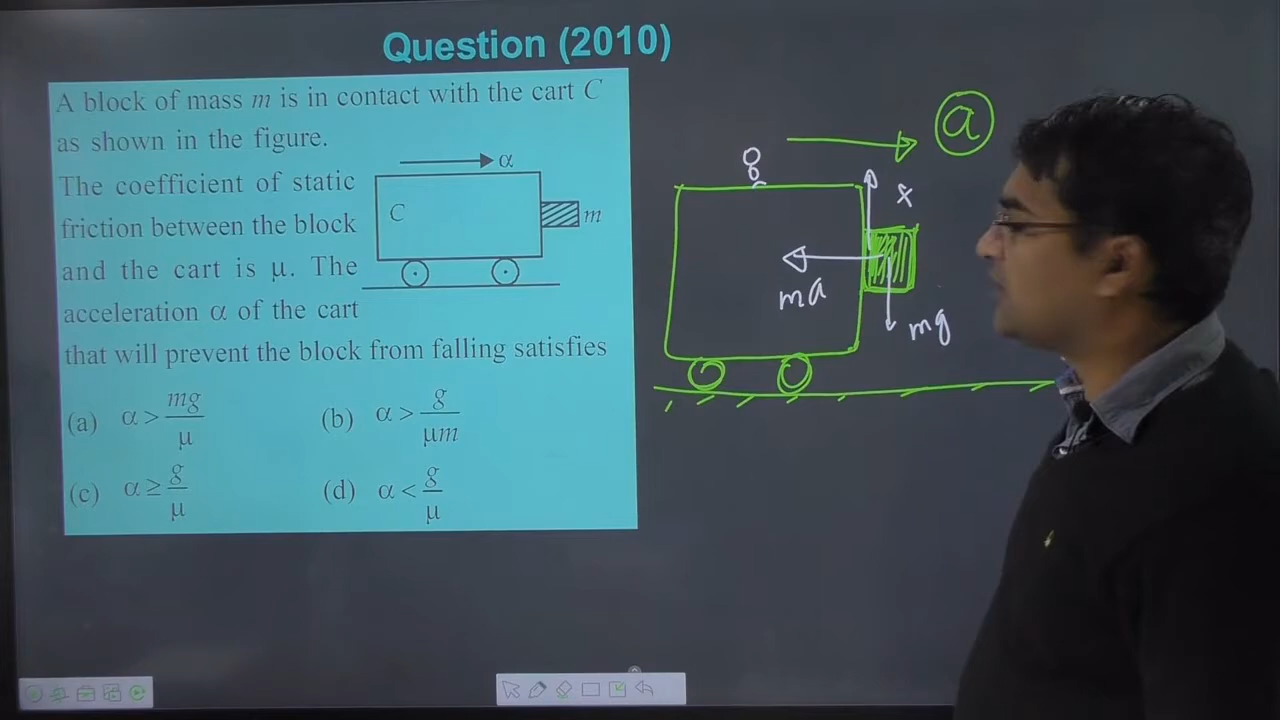 Question (2010)
A block of mass m is in contact with the cart C
as shown in the figure.
The coefficient of static
friction between the block
and the cart is μ. The
acceleration α of the cart
that will prevent the block from falling satisfies
α
C
m
(a) α > mg/μ
(b) α > g/μm
(c) α ≥ g/μ
(d) α < g/μ
a
ma
mg